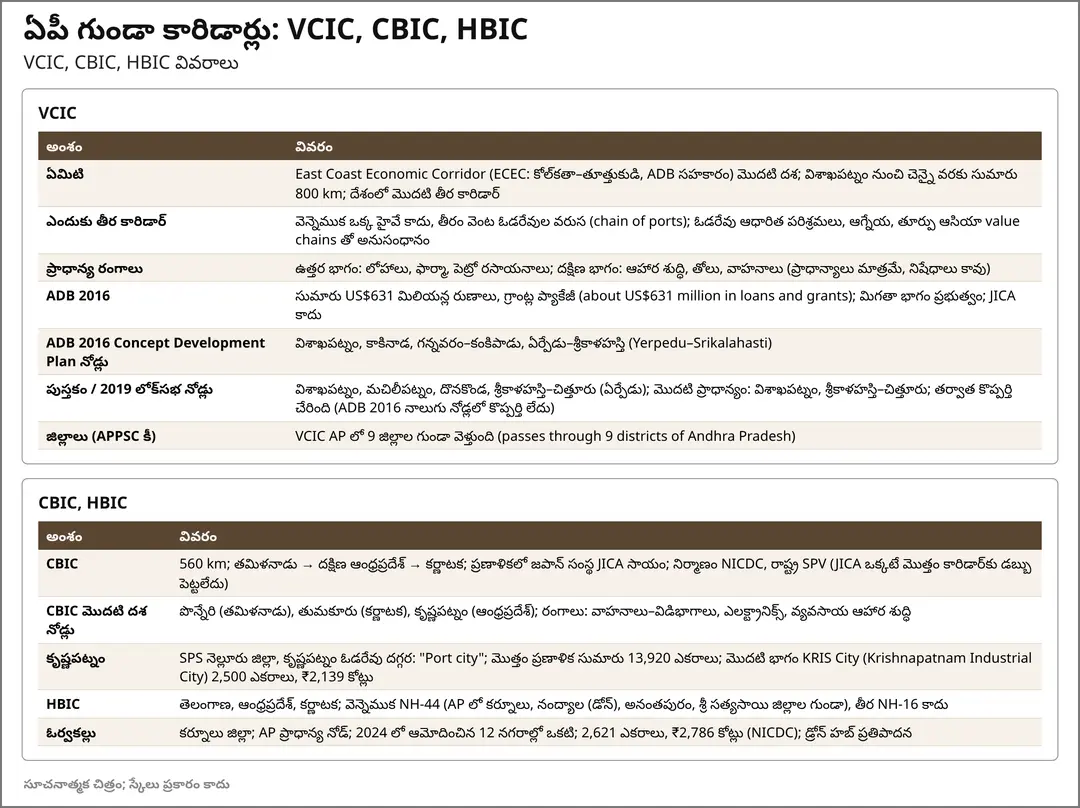 ఏపీ గుండా కారిడార్లు: VCIC, CBIC, HBIC
VCIC, CBIC, HBIC వివరాలు
VCIC
అంశం వివరం
ఏమిటి East Coast Economic Corridor (ECEC: కోల్‌కతా–తూత్తుకుడి, ADB సహకారం) మొదటి దశ; విశాఖపట్నం నుంచి చెన్నై వరకు సుమారు
800 km; దేశంలో మొదటి తీర కారిడార్
ఎందుకు తీర కారిడార్ వెన్నెముక ఒక్క హైవే కాదు, తీరం వెంట ఓడరేవుల వరుస (chain of ports); ఓడరేవు ఆధారిత పరిశ్రమలు, ఆగ్నేయ, తూర్పు ఆసియా value
chains తో అనుసంధానం
ప్రాధాన్య రంగాలు ఉత్తర భాగం: లోహాలు, ఫార్మా, పెట్రో రసాయనాలు; దక్షిణ భాగం: ఆహార శుద్ధి, తోలు, వాహనాలు (ప్రాధాన్యాలు మాత్రమే, నిషేధాలు కావు)
ADB 2016 సుమారు US$631 మిలియన్ల రుణాలు, గ్రాంట్ల ప్యాకేజీ (about US$631 million in loans and grants); మిగతా భాగం ప్రభుత్వం; JICA
కాదు
ADB 2016 Concept Development విశాఖపట్నం, కాకినాడ, గన్నవరం–కంకిపాడు, ఏర్పేడు–శ్రీకాళహస్తి (Yerpedu–Srikalahasti)
Plan నోడ్లు
పుస్తకం / 2019 లోక్‌సభ నోడ్లు విశాఖపట్నం, మచిలీపట్నం, దొనకొండ, శ్రీకాళహస్తి–చిత్తూరు (ఏర్పేడు); మొదటి ప్రాధాన్యం: విశాఖపట్నం, శ్రీకాళహస్తి–చిత్తూరు; తర్వాత కొప్పర్తి
చేరింది (ADB 2016 నాలుగు నోడ్లలో కొప్పర్తి లేదు)
జిల్లాలు (APPSC కీ) VCIC AP లో 9 జిల్లాల గుండా వెళ్తుంది (passes through 9 districts of Andhra Pradesh)
CBIC, HBIC
అంశం వివరం
CBIC 560 km; తమిళనాడు → దక్షిణ ఆంధ్రప్రదేశ్ → కర్ణాటక; ప్రణాళికలో జపాన్ సంస్థ JICA సాయం; నిర్మాణం NICDC, రాష్ట్ర SPV (JICA ఒక్కటే మొత్తం కారిడార్‌కు డబ్బు
పెట్టలేదు)
CBIC మొదటి దశ పొన్నేరి (తమిళనాడు), తుమకూరు (కర్ణాటక), కృష్ణపట్నం (ఆంధ్రప్రదేశ్); రంగాలు: వాహనాలు–విడిభాగాలు, ఎలక్ట్రానిక్స్, వ్యవసాయ ఆహార శుద్ధి
నోడ్లు
కృష్ణపట్నం SPS నెల్లూరు జిల్లా, కృష్ణపట్నం ఓడరేవు దగ్గర: "Port city"; మొత్తం ప్రణాళిక సుమారు 13,920 ఎకరాలు; మొదటి భాగం KRIS City (Krishnapatnam Industrial
City) 2,500 ఎకరాలు, ₹2,139 కోట్లు
HBIC తెలంగాణ, ఆంధ్రప్రదేశ్, కర్ణాటక; వెన్నెముక NH-44 (AP లో కర్నూలు, నంద్యాల (డోన్), అనంతపురం, శ్రీ సత్యసాయి జిల్లాల గుండా), తీర NH-16 కాదు
ఓర్వకల్లు కర్నూలు జిల్లా; AP ప్రాధాన్య నోడ్; 2024 లో ఆమోదించిన 12 నగరాల్లో ఒకటి; 2,621 ఎకరాలు, ₹2,786 కోట్లు (NICDC); డ్రోన్ హబ్ ప్రతిపాదన
సూచనాత్మక చిత్రం; స్కేలు ప్రకారం కాదు